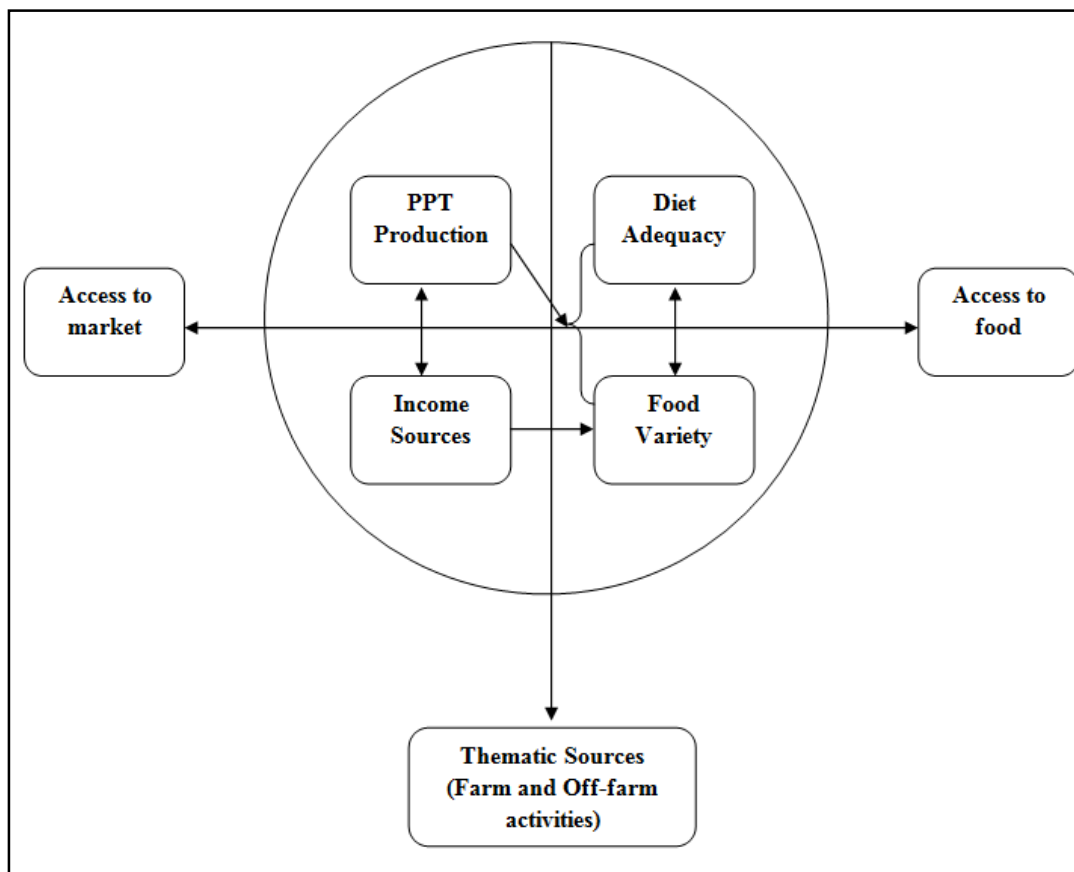 PPT
Production
Diet
Adequacy
Access to
market
Access to
food
Income
Sources
Food
Variety
Thematic Sources
(Farm and Off-farm
activities)